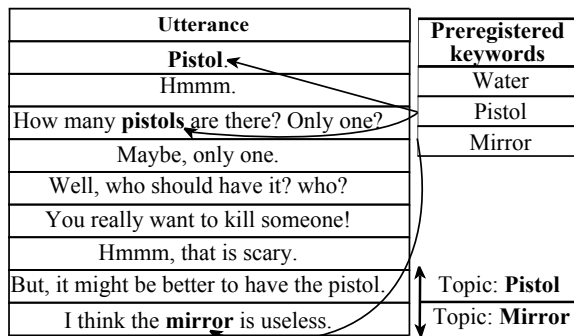 Utterance
Pistol.
Hmmm.
How many pistols are there? Only one?
Maybe, only one.
Well, who should have it? who?
You really want to kill someone!
Hmmm, that is scary.
But, it might be better to have the pistol.
I think the mirror is useless.
Preregistered
keywords
Water
Pistol
Mirror
Topic: Pistol
Topic: Mirror